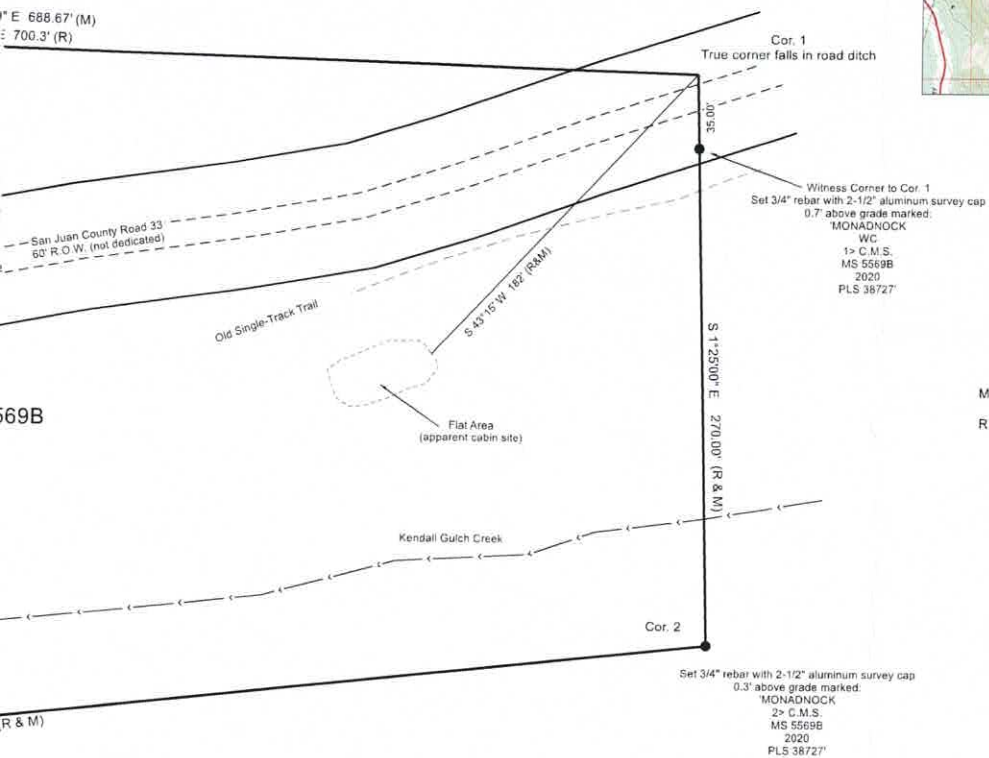 " E 688.67' (M)
E 700.3' (R)
Cor. 1
True corner falls in road ditch
35.00'
Witness Corner to Cor. 1
Set 3/4" rebar with 2-1/2" aluminum survey cap
0.7' above grade marked:
'MONADNOCK
WC
1> C.M.S.
MS 5569B
2020
PLS 38727'
San Juan County Road 33
60' R.O.W. (not dedicated)
Old Single-Track Trail
S 43°15' W 182' (R&M)
S 1°25'00" E 270.00' (R & M)
569B
Flat Area
(apparent cabin site)
M
R
Kendall Gulch Creek
Cor. 2
Set 3/4" rebar with 2-1/2" aluminum survey cap
0.3' above grade marked:
'MONADNOCK
2> C.M.S.
MS 5569B
2020
PLS 38727'
(R & M)